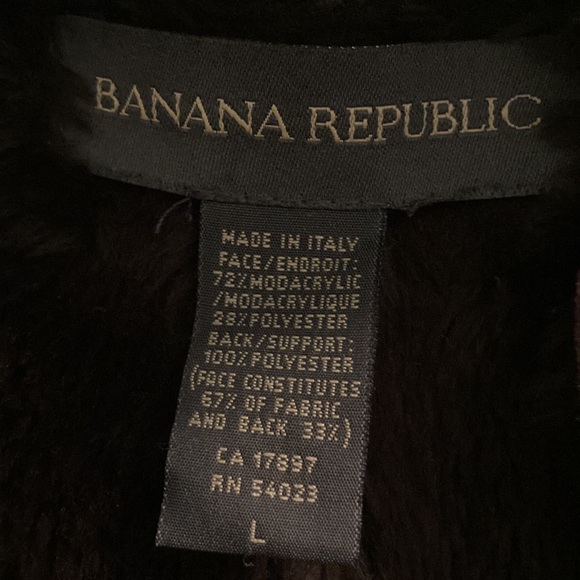 BANANA REPUBLIC
MADE IN ITALY
FACE/ENDROIT:
72%MODACRYLIC
/MODACRYLIQUE
28%POLYESTER
BACK/SUPPORT:
100%POLYESTER
(FACE CONSTITUTES
67% OF FABRIC
AND BACK 33%)
CA 17897
RN 54023
L